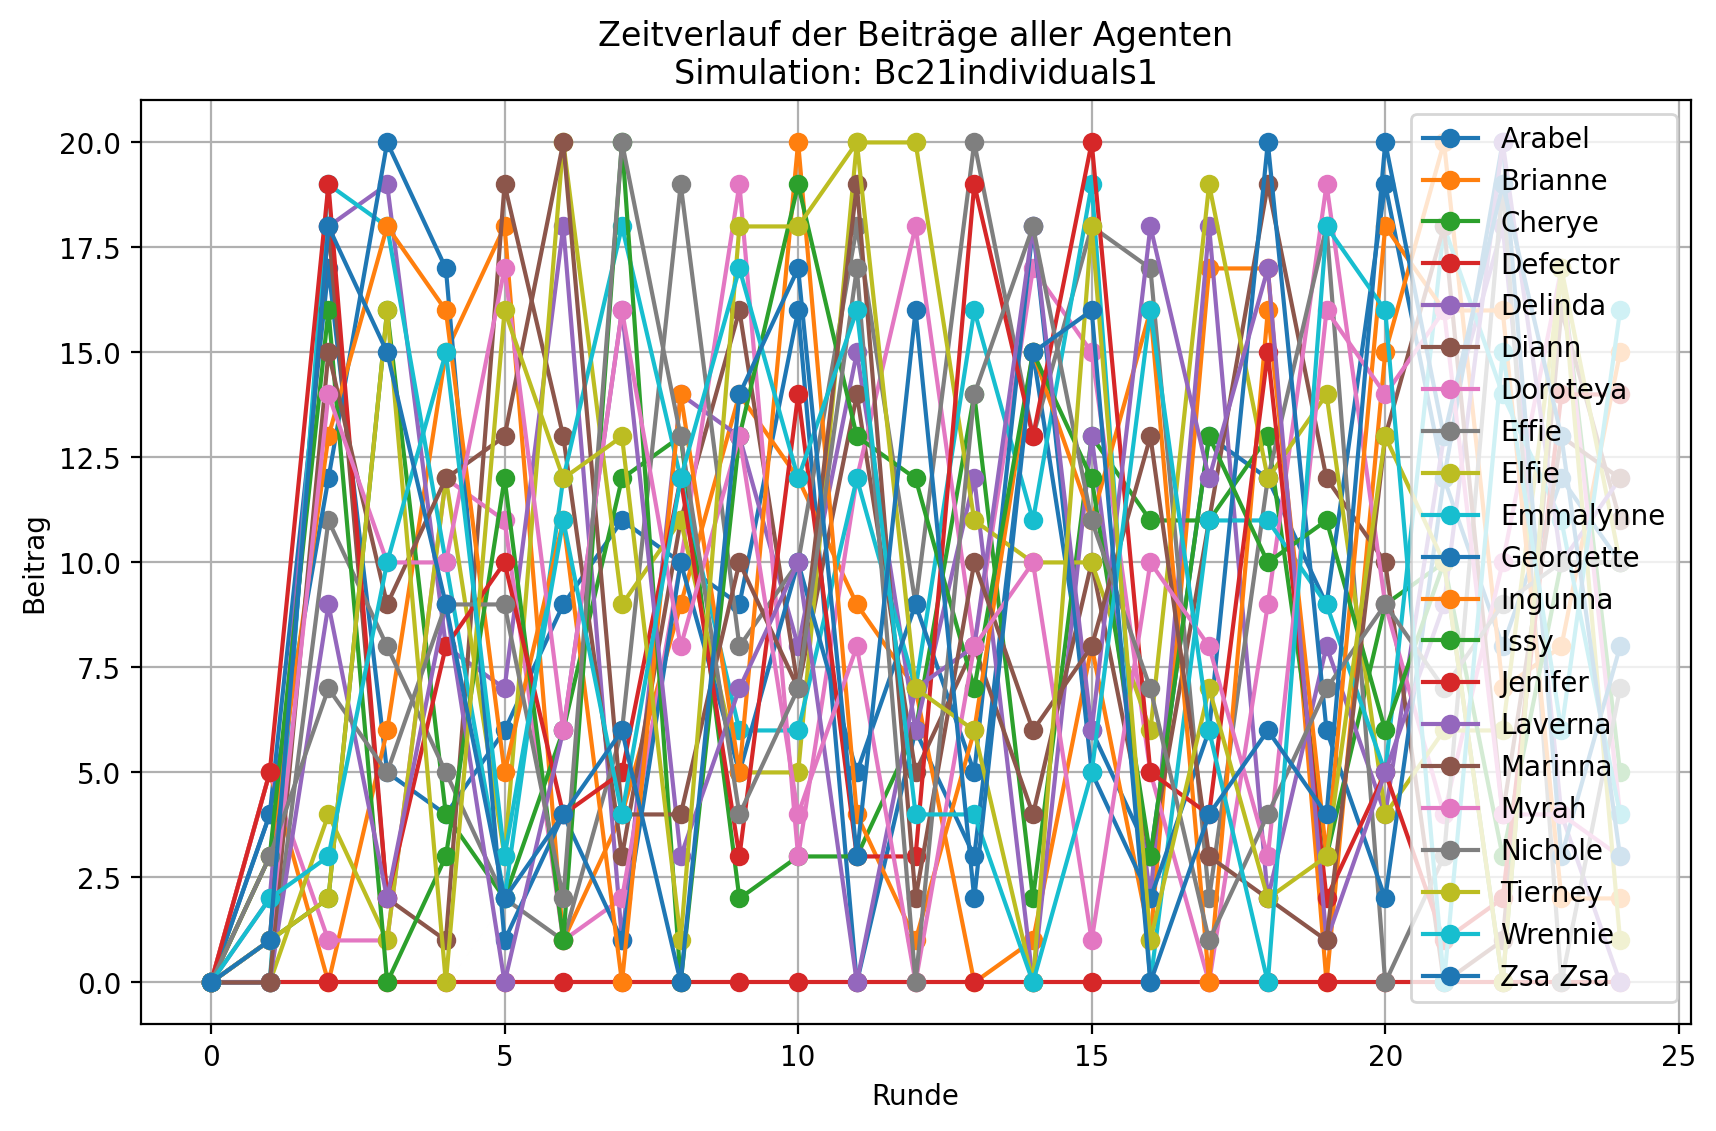 Zeitverlauf der Beiträge aller Agenten
Simulation: Bc21individuals1
Beitrag
20.0
17.5
15.0
12.5
10.0
7.5
5.0
2.5
0.0
0
5
10
15
20
25
Runde
Arabel
Brianne
Cherye
Defector
Delinda
Diann
Doroteya
Effie
Elfie
Emmalynne
Georgette
Ingunna
Issy
Jenifer
Laverna
Marinna
Myrah
Nichole
Tierney
Wrennie
Zsa Zsa